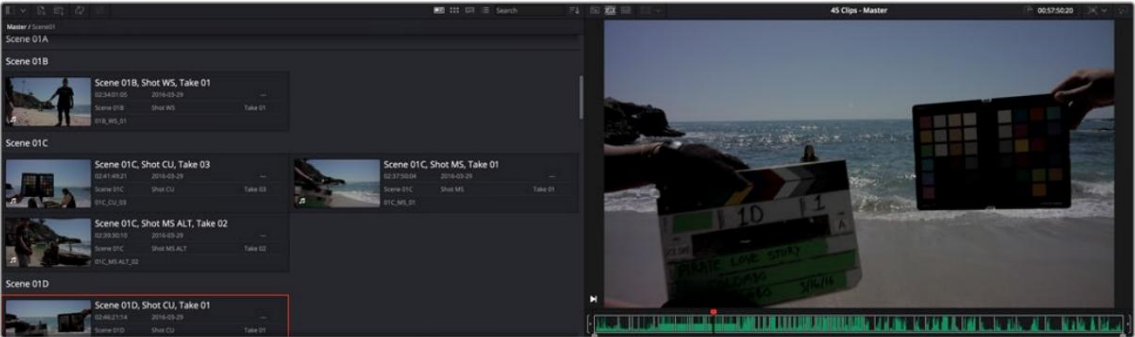 Search
45 Clips - Master
00:57:50:20
Master / Scene01
Scene 01A
Scene 01B
Scene 01B, Shot WS, Take 01
02:34:01:05 2016-03-29 --
Scene 01B Shot WS Take 01
01B_WS_01
Scene 01C
Scene 01C, Shot CU, Take 03
02:41:49:21 2016-03-29 --
Scene 01C Shot CU Take 03
01C_CU_03
Scene 01C, Shot MS, Take 01
02:37:50:04 2016-03-29 --
Scene 01C Shot MS Take 01
01C_MS_01
Scene 01C, Shot MS ALT, Take 02
02:39:30:10 2016-03-29 --
Scene 01C Shot MS ALT Take 02
01C_MS ALT_02
Scene 01D
Scene 01D, Shot CU, Take 01
02:46:21:14 2016-03-29 --
Scene 01D Shot CU Take 01
1D 1
A
PIRATE LOVE STORY
3/16/16